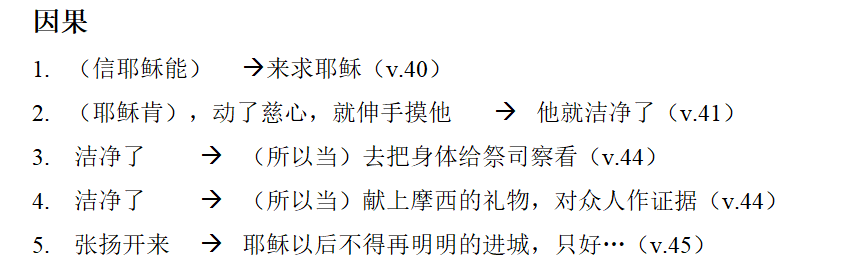 因果
1. （信耶稣能） →来求耶稣（v.40）
2. （耶稣肯），动了慈心，就伸手摸他 → 他就洁净了（v.41）
3. 洁净了 → （所以当）去把身体给祭司察看（v.44）
4. 洁净了 → （所以当）献上摩西的礼物，对众人作证据（v.44）
5. 张扬开来 → 耶稣以后不得再明明的进城，只好…（v.45）